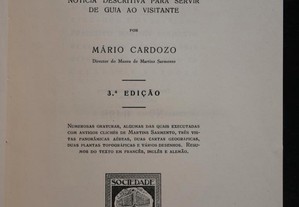 NOTÍCIA DESCRITIVA PARA SERVIR
DE GUIA AO VISITANTE
POR
MÁRIO CARDOZO
Director do Museu de Martins Sarmento
3.ª EDIÇÃO
NUMEROSAS GRAVURAS, ALGUMAS DAS QUAIS EXECUTADAS
COM ANTIGOS CLICHÉS DE MARTINS SARMENTO, TRÊS VIS-
TAS PANORÂMICAS AÉREAS, DUAS CARTAS GEOGRÁFICAS,
DUAS PLANTAS TOPOGRÁFICAS E VÁRIOS DESENHOS. RESU-
MOS DO TEXTO EM FRANCÊS, INGLÊS E ALEMÃO.
SOCIEDADE